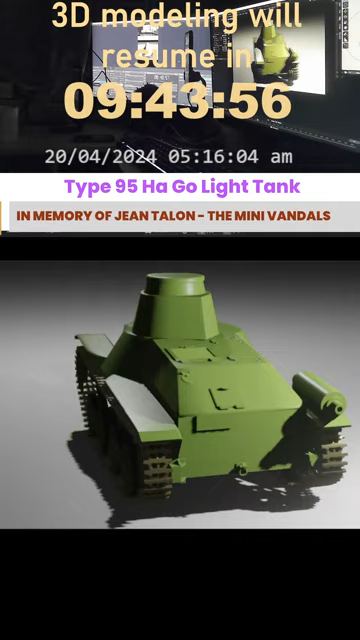 3D modeling will
resume in
09:43:56
20/04/2024 05:16:04 am
Type 95 Ha Go Light Tank
IN MEMORY OF JEAN TALON - THE MINI VANDALS